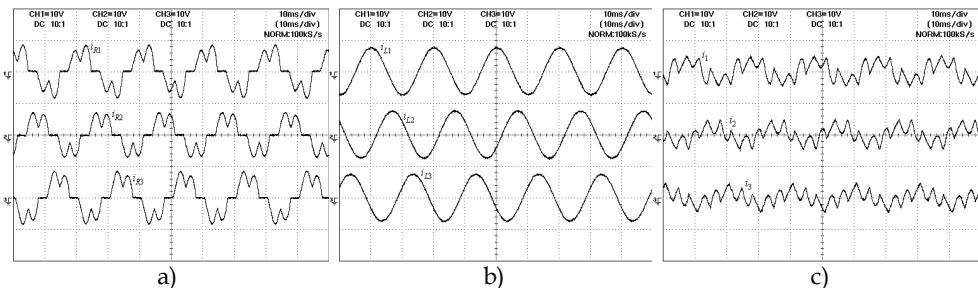 CH1=10V CH2=10V CH3=10V 10ms/div
DC 10:1 DC 10:1 DC 10:1 (10ms/div)
NORM:100kS/s
iR1
iR2
iR3
a)
CH1=10V CH2=10V CH3=10V 10ms/div
DC 10:1 DC 10:1 DC 10:1 (10ms/div)
NORM:100kS/s
iL1
iL2
iL3
b)
CH1=10V CH2=10V CH3=10V 10ms/div
DC 10:1 DC 10:1 DC 10:1 (10ms/div)
NORM:100kS/s
i1
i2
i3
c)